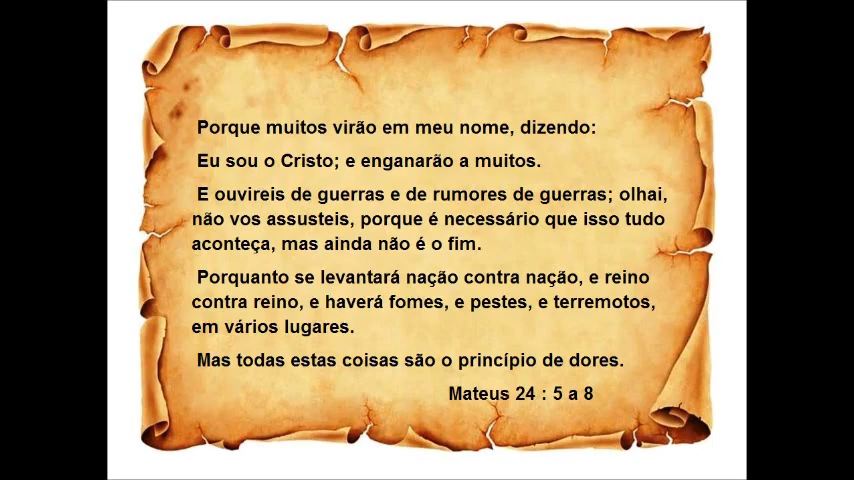 Porque muitos virão em meu nome, dizendo:
Eu sou o Cristo; e enganarão a muitos.
E ouvireis de guerras e de rumores de guerras; olhai,
não vos assusteis, porque é necessário que isso tudo
aconteça, mas ainda não é o fim.
Porquanto se levantará nação contra nação, e reino
contra reino, e haverá fomes, e pestes, e terremotos,
em vários lugares.
Mas todas estas coisas são o princípio de dores.
Mateus 24 : 5 a 8